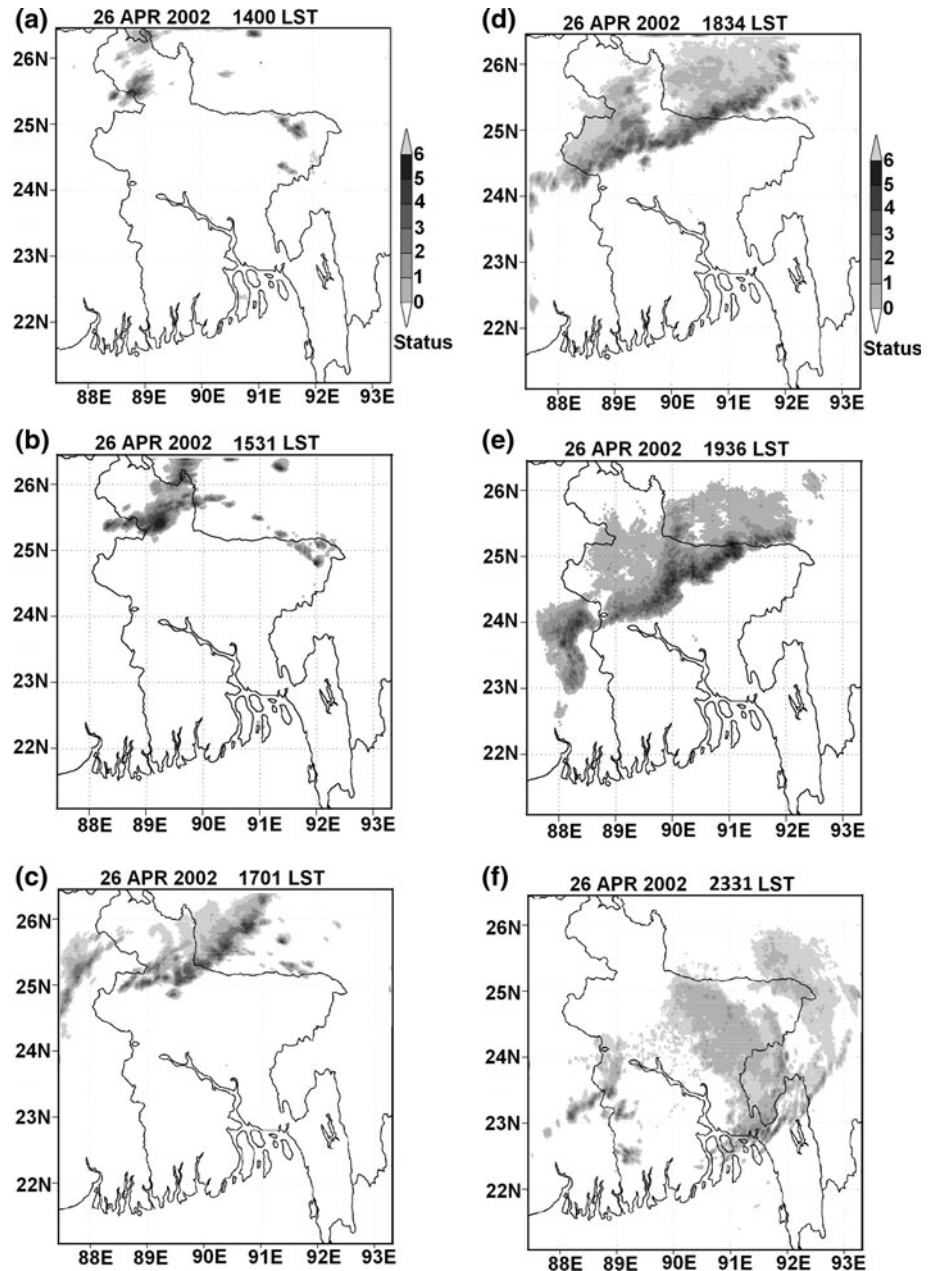 (a) 26 APR 2002 1400 LST
26N
25N
24N
23N
22N
88E 89E 90E 91E 92E 93E
6
5
4
3
2
1
0
Status
(b) 26 APR 2002 1531 LST
26N
25N
24N
23N
22N
88E 89E 90E 91E 92E 93E
(c) 26 APR 2002 1701 LST
26N
25N
24N
23N
22N
88E 89E 90E 91E 92E 93E
(d) 26 APR 2002 1834 LST
26N
25N
24N
23N
22N
88E 89E 90E 91E 92E 93E
6
5
4
3
2
1
0
Status
(e) 26 APR 2002 1936 LST
26N
25N
24N
23N
22N
88E 89E 90E 91E 92E 93E
(f) 26 APR 2002 2331 LST
26N
25N
24N
23N
22N
88E 89E 90E 91E 92E 93E